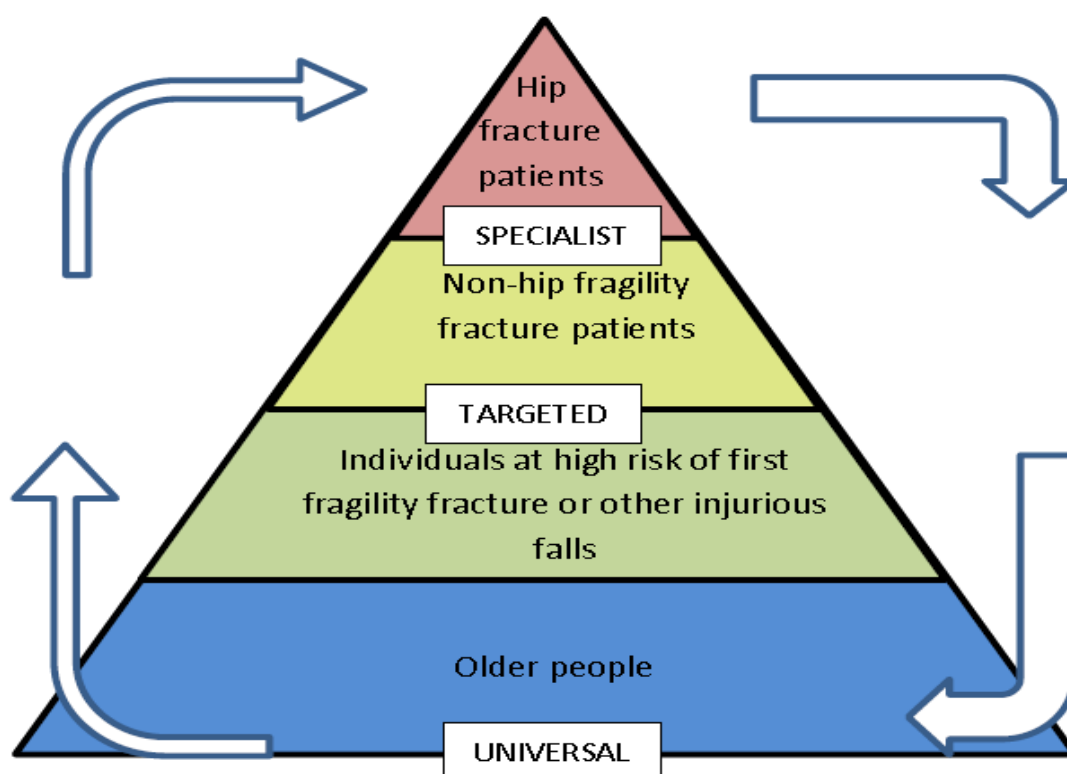 Hip
fracture
patients
SPECIALIST
Non-hip fragility
fracture patients
TARGETED
Individuals at high risk of first
fragility fracture or other injurious
falls
Older people
UNIVERSAL